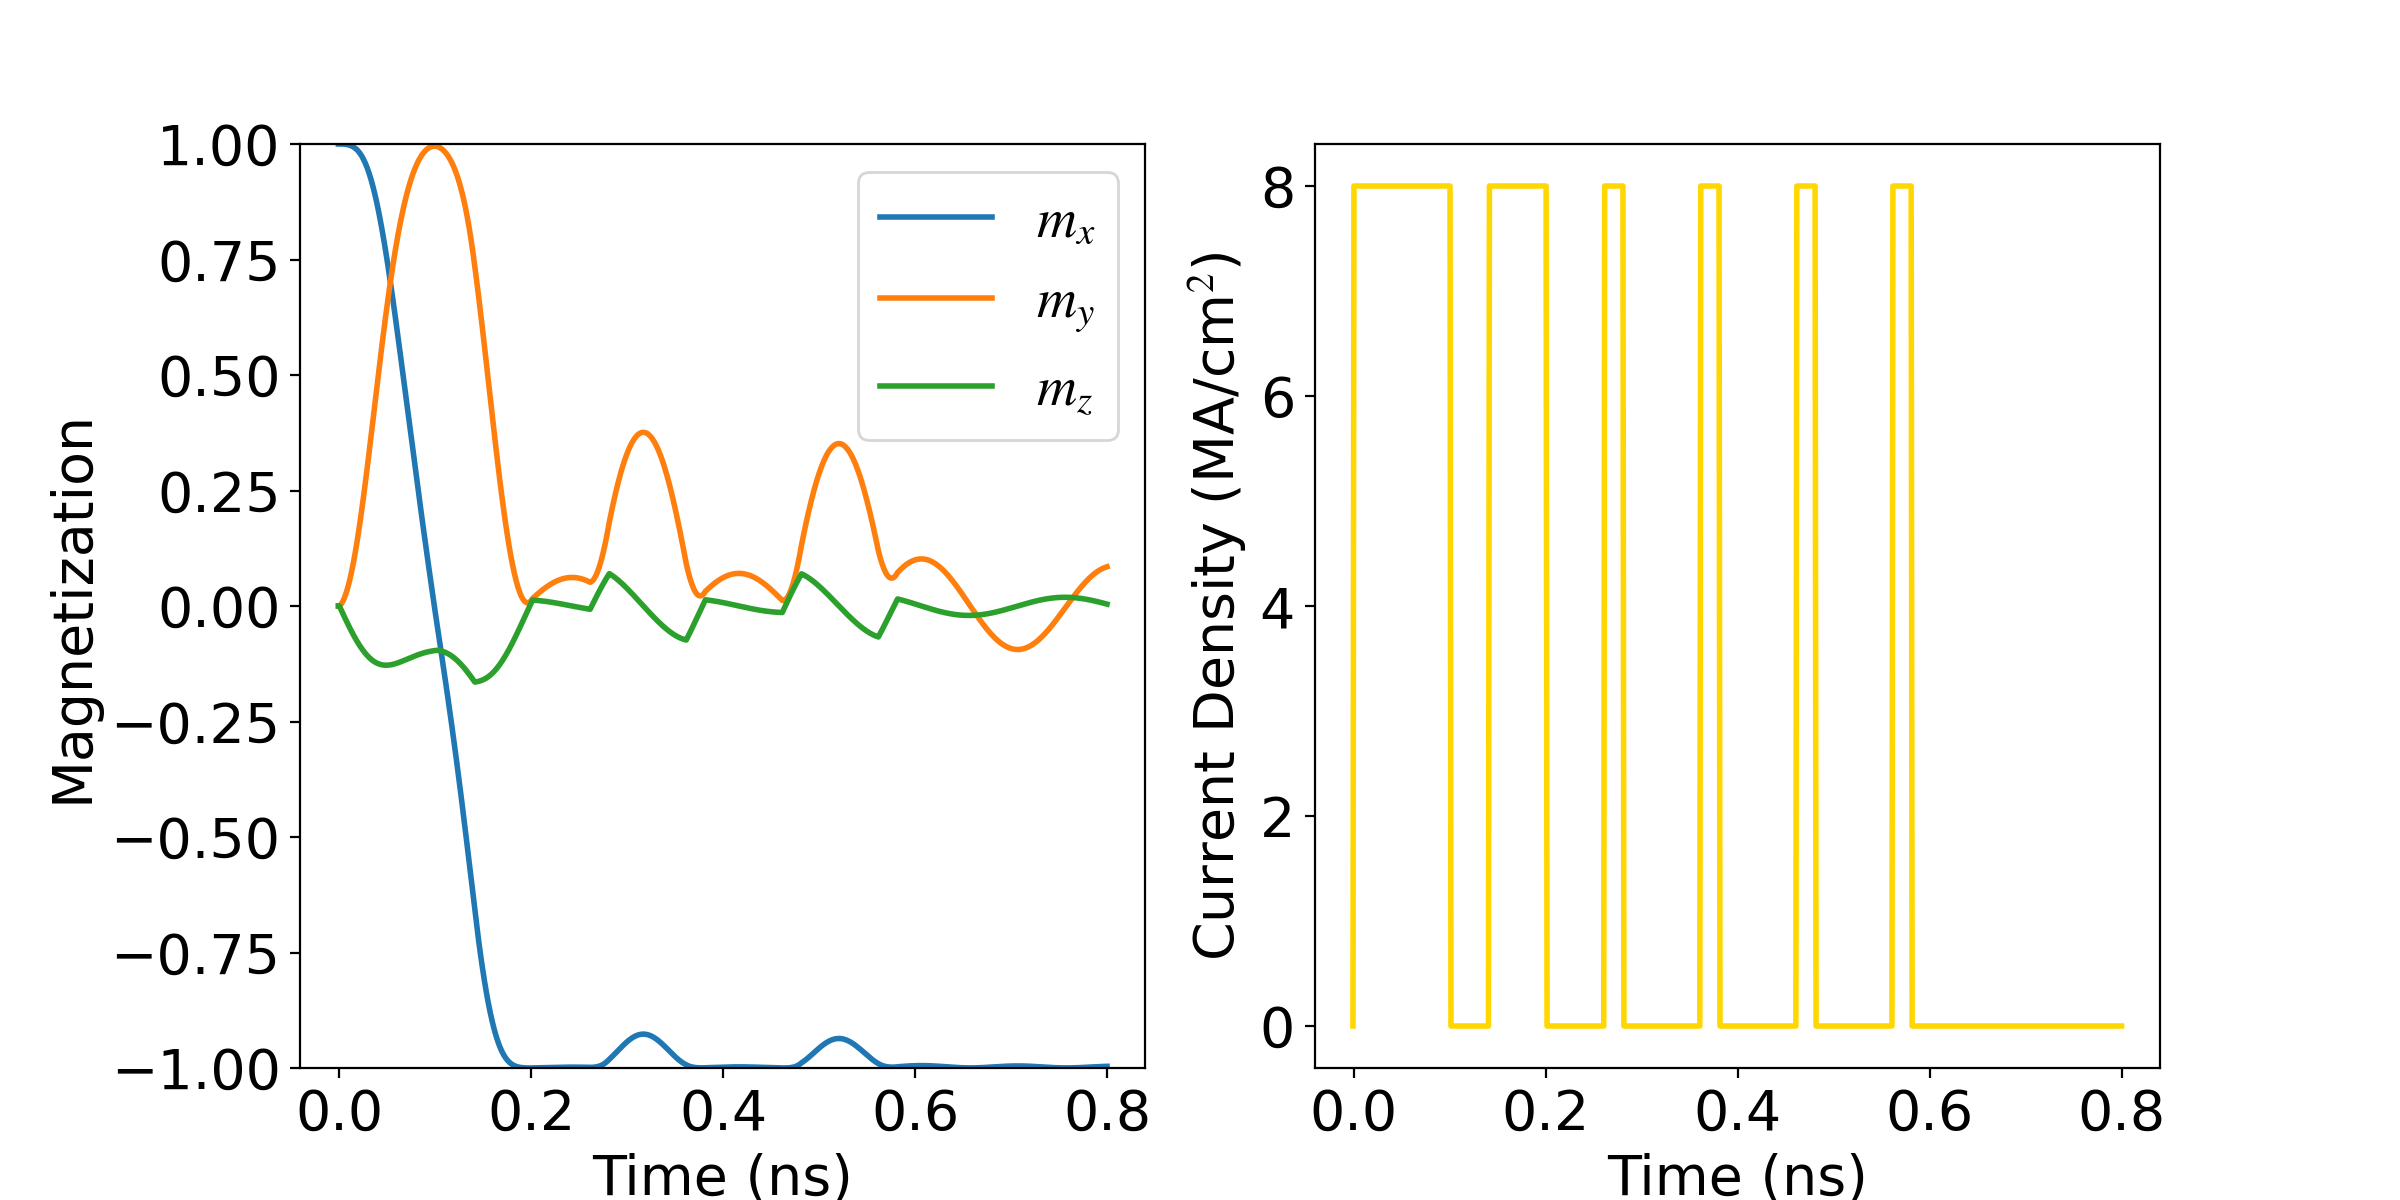 1.00
0.75
0.50
0.25
0.00
−0.25
−0.50
−0.75
−1.00
Magnetization
0.0 0.2 0.4 0.6 0.8
Time (ns)
m_x
m_y
m_z
8
6
4
2
0
Current Density (MA/cm²)
0.0 0.2 0.4 0.6 0.8
Time (ns)